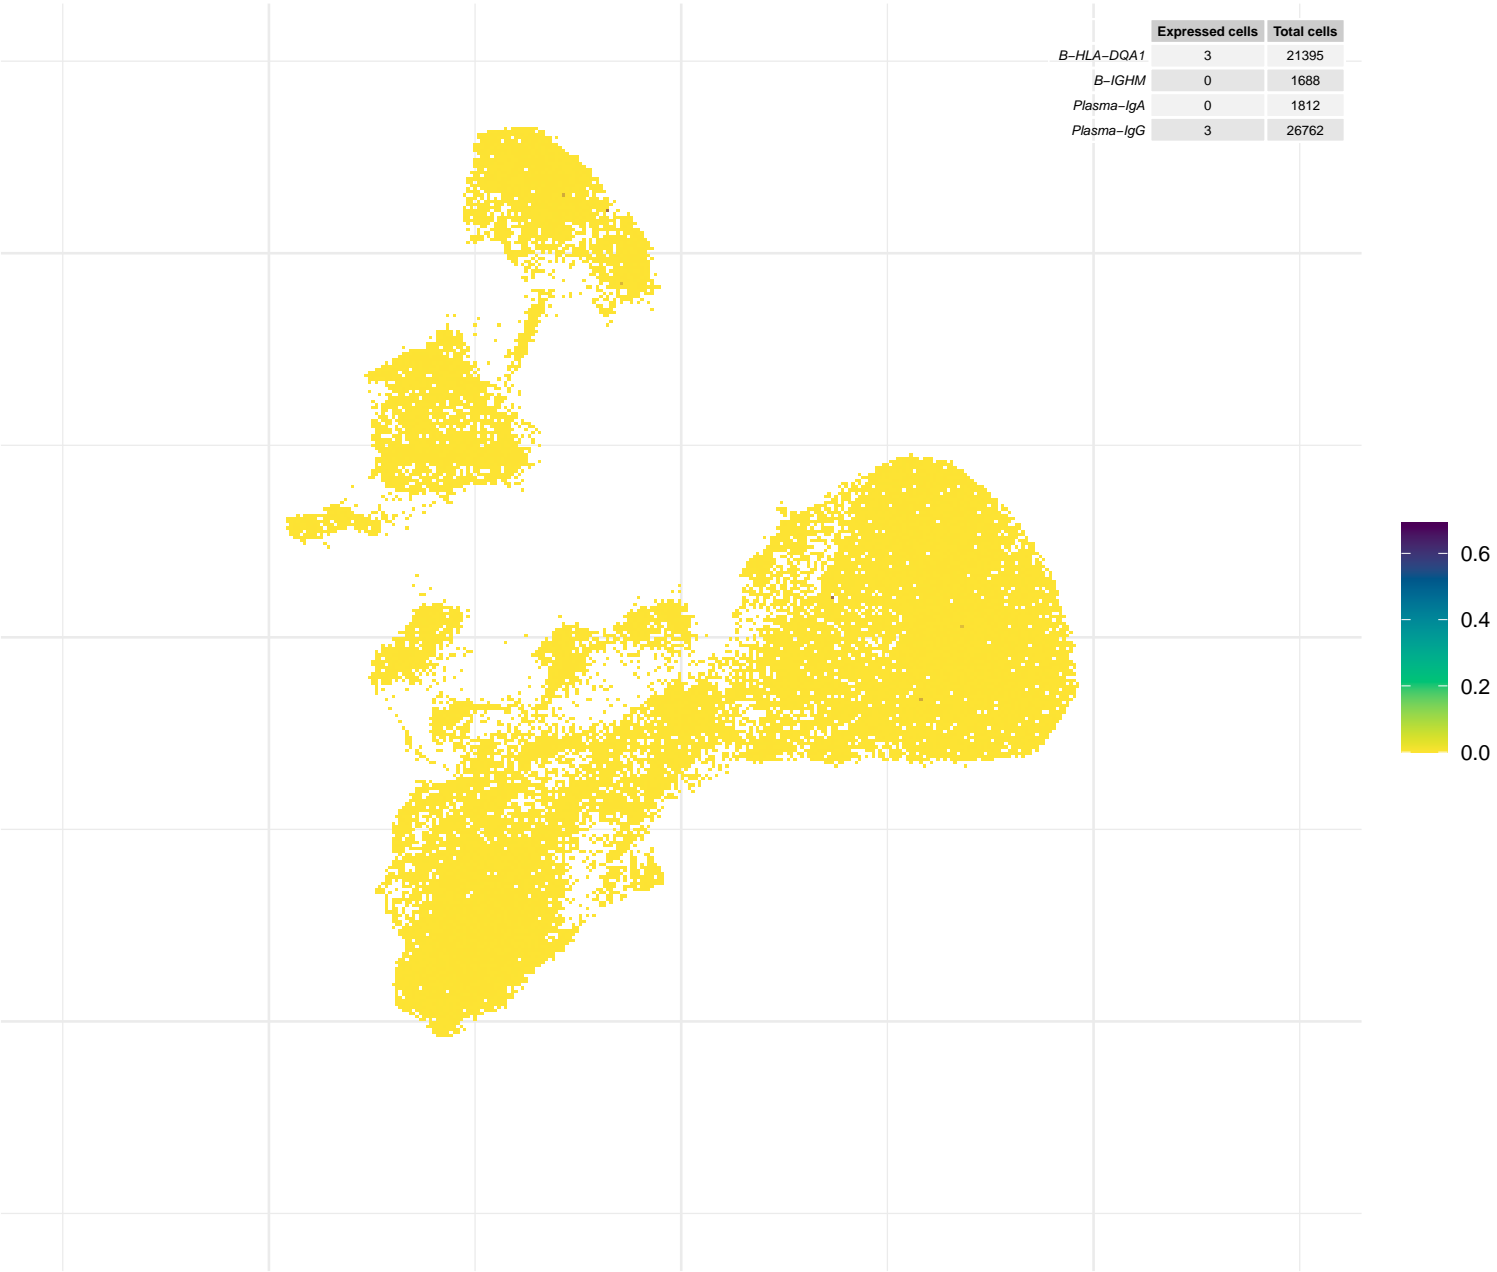 Expressed cells Total cells
B−HLA−DQA1 3 21395
B−IGHM 0 1688
Plasma−IgA 0 1812
Plasma−IgG 3 26762
0.6
0.4
0.2
0.0